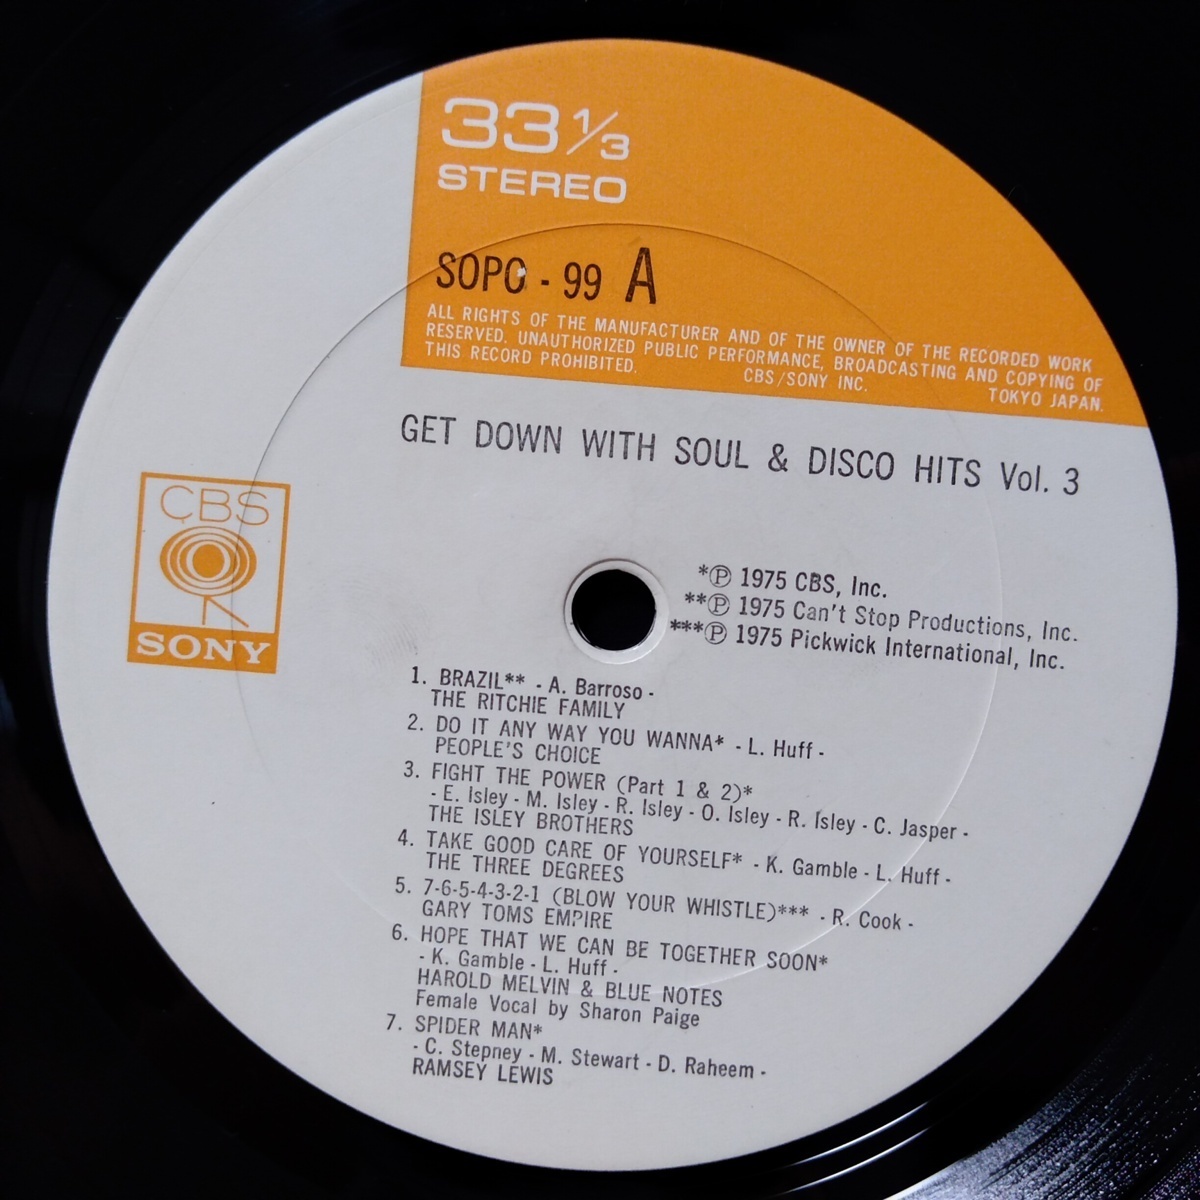 33 1/3
STEREO
SOPO - 99 A
ALL RIGHTS OF THE MANUFACTURER AND OF THE OWNER OF THE RECORDED WORK
RESERVED. UNAUTHORIZED PUBLIC PERFORMANCE, BROADCASTING AND COPYING OF
THIS RECORD PROHIBITED. CBS/SONY INC. TOKYO JAPAN.
GET DOWN WITH SOUL & DISCO HITS Vol. 3
CBS
SONY
*Ⓟ 1975 CBS, Inc.
**Ⓟ 1975 Can't Stop Productions, Inc.
***Ⓟ 1975 Pickwick International, Inc.
1. BRAZIL** - A. Barroso -
THE RITCHIE FAMILY
2. DO IT ANY WAY YOU WANNA* - L. Huff -
PEOPLE'S CHOICE
3. FIGHT THE POWER (Part 1 & 2)*
- E. Isley - M. Isley - R. Isley - O. Isley - R. Isley - C. Jasper -
THE ISLEY BROTHERS
4. TAKE GOOD CARE OF YOURSELF* - K. Gamble - L. Huff -
THE THREE DEGREES
5. 7-6-5-4-3-2-1 (BLOW YOUR WHISTLE)*** - R. Cook -
GARY TOMS EMPIRE
6. HOPE THAT WE CAN BE TOGETHER SOON*
- K. Gamble - L. Huff -
HAROLD MELVIN & BLUE NOTES
Female Vocal by Sharon Paige
7. SPIDER MAN*
- C. Stepney - M. Stewart - D. Raheem -
RAMSEY LEWIS